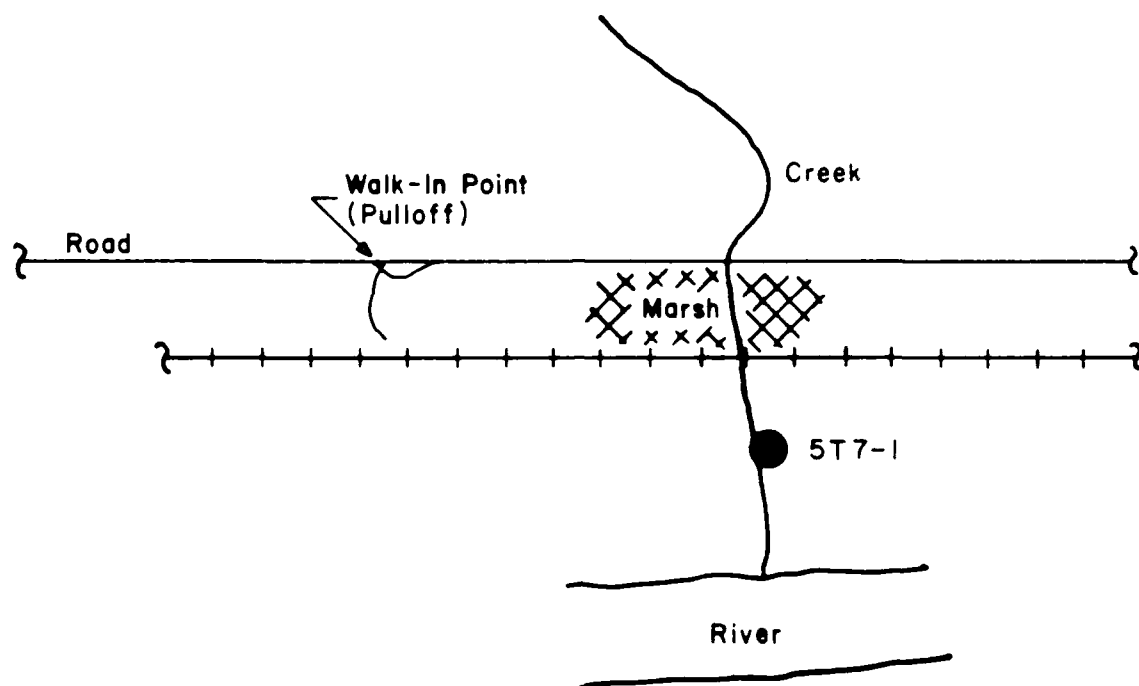 Creek
Walk-In Point
(Pulloff)
Road
Marsh
5T7-1
River